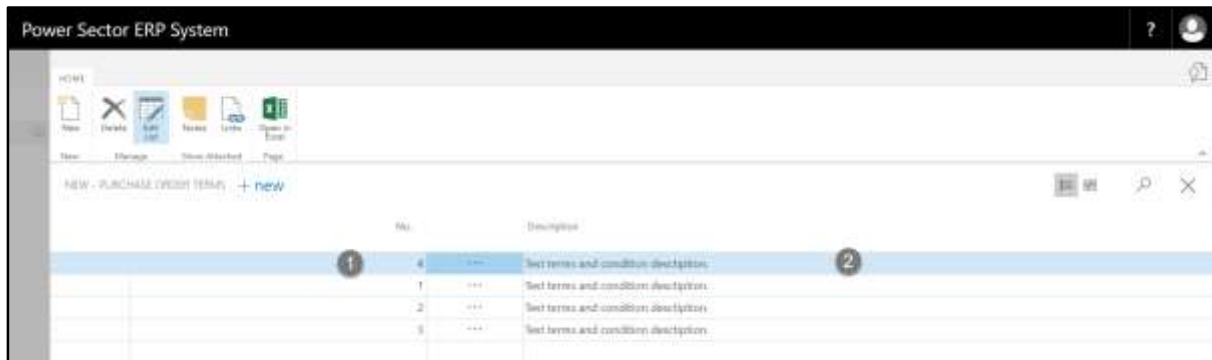 Power Sector ERP System ?
HOME
New Delete Edit List Notes Links Open in Excel
New Manage Show Attached Page
NEW - PURCHASE ORDER TERMS + new
No. Description
1 4 ... Test terms and condition description. 2
1 ... Test terms and condition description.
2 ... Test terms and condition description.
3 ... Test terms and condition description.